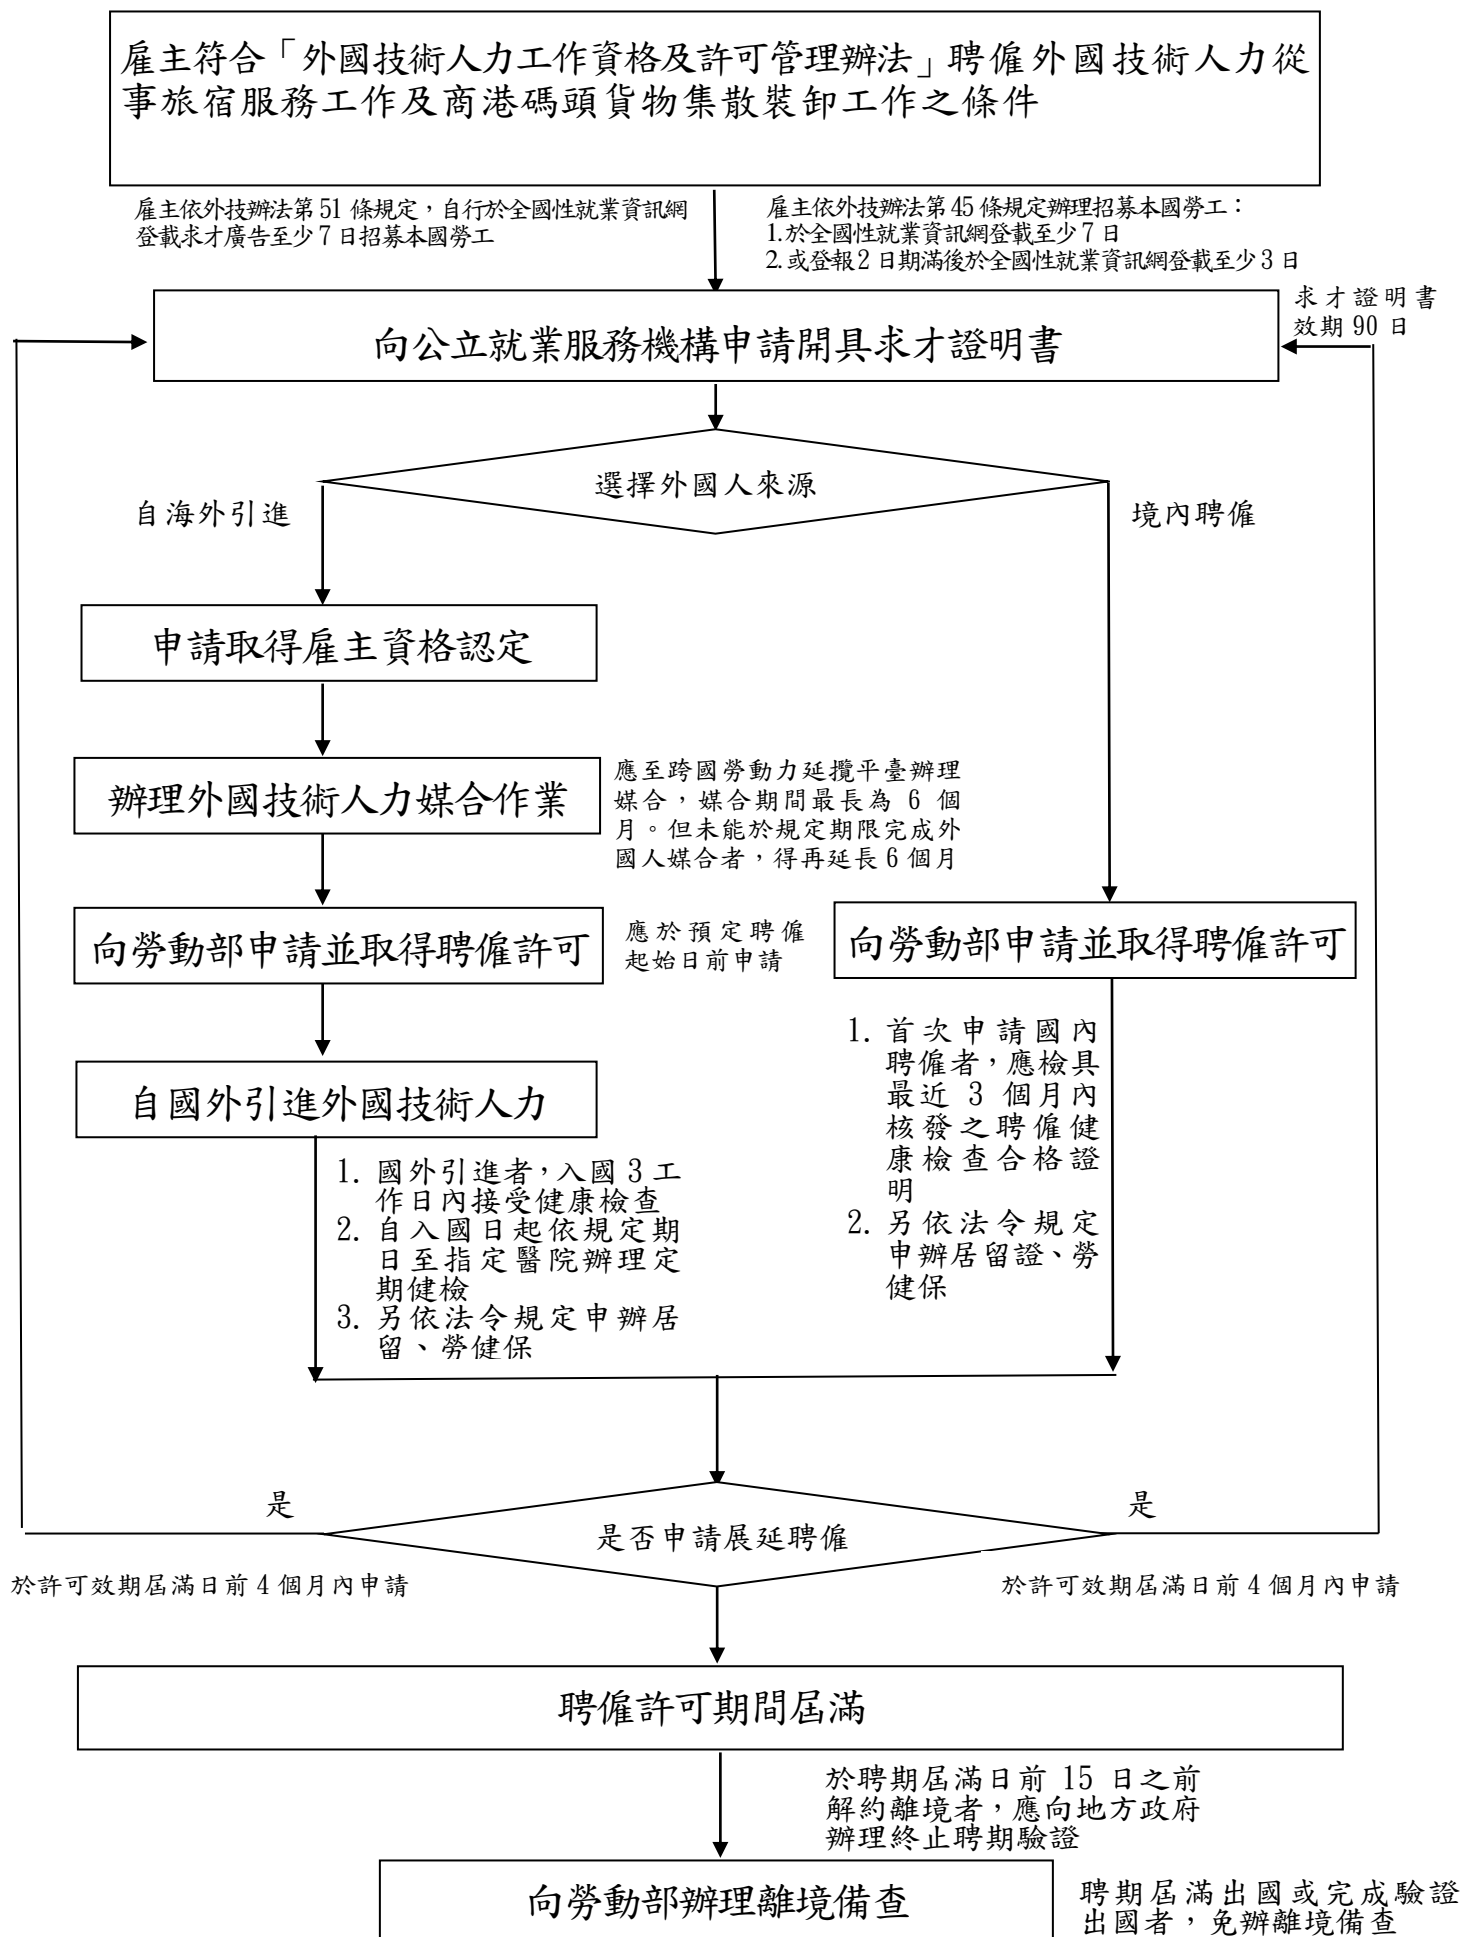 雇主符合「外國技術人力工作資格及許可管理辦法」聘僱外國技術人力從
事旅宿服務工作及商港碼頭貨物集散裝卸工作之條件
雇主依外技辦法第51條規定，自行於全國性就業資訊網
登載求才廣告至少7日招募本國勞工
雇主依外技辦法第45條規定辦理招募本國勞工：
1.於全國性就業資訊網登載至少7日
2.或登報2日期滿後於全國性就業資訊網登載至少3日
求才證明書
效期90日
向公立就業服務機構申請開具求才證明書
選擇外國人來源
自海外引進
境內聘僱
申請取得雇主資格認定
辦理外國技術人力媒合作業
應至跨國勞動力延攬平臺辦理
媒合，媒合期間最長為 6 個
月。但未能於規定期限完成外
國人媒合者，得再延長6個月
向勞動部申請並取得聘僱許可
應於預定聘僱
起始日前申請
向勞動部申請並取得聘僱許可
自國外引進外國技術人力
1. 國外引進者，入國3工
作日內接受健康檢查
2. 自入國日起依規定期
日至指定醫院辦理定
期健檢
3. 另依法令規定申辦居
留、勞健保
1. 首次申請國內
聘僱者，應檢具
最近 3 個月內
核發之聘僱健
康檢查合格證
明
2. 另依法令規定
申辦居留證、勞
健保
是
是
是否申請展延聘僱
於許可效期屆滿日前4個月內申請
於許可效期屆滿日前4個月內申請
聘僱許可期間屆滿
於聘期屆滿日前 15 日之前
解約離境者，應向地方政府
辦理終止聘期驗證
向勞動部辦理離境備查
聘期屆滿出國或完成驗證
出國者，免辦離境備查